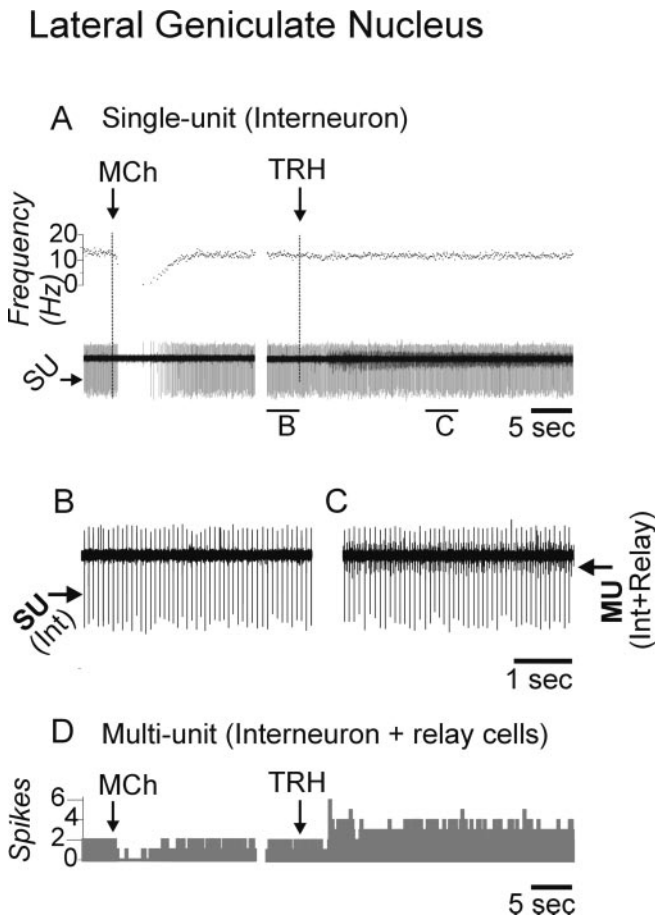 Lateral Geniculate Nucleus
A Single-unit (Interneuron)
MCh
TRH
Frequency
(Hz)
20
10
0
SU
B
C
5 sec
B
C
SU
(Int)
MU
(Int+Relay)
1 sec
D Multi-unit (Interneuron + relay cells)
MCh
TRH
Spikes
6
4
2
0
5 sec